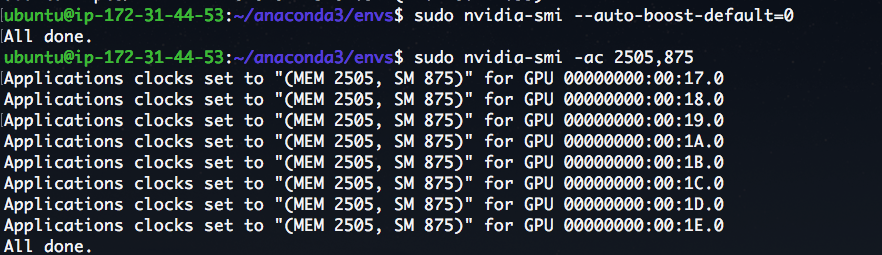 ubuntu@ip-172-31-44-53:~/anaconda3/envs$ sudo nvidia-smi --auto-boost-default=0
All done.
ubuntu@ip-172-31-44-53:~/anaconda3/envs$ sudo nvidia-smi -ac 2505,875
Applications clocks set to "(MEM 2505, SM 875)" for GPU 00000000:00:17.0
Applications clocks set to "(MEM 2505, SM 875)" for GPU 00000000:00:18.0
Applications clocks set to "(MEM 2505, SM 875)" for GPU 00000000:00:19.0
Applications clocks set to "(MEM 2505, SM 875)" for GPU 00000000:00:1A.0
Applications clocks set to "(MEM 2505, SM 875)" for GPU 00000000:00:1B.0
Applications clocks set to "(MEM 2505, SM 875)" for GPU 00000000:00:1C.0
Applications clocks set to "(MEM 2505, SM 875)" for GPU 00000000:00:1D.0
Applications clocks set to "(MEM 2505, SM 875)" for GPU 00000000:00:1E.0
All done.